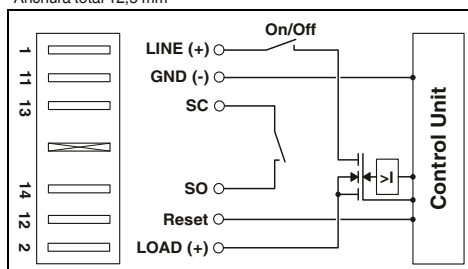 Anchura total 12,5 mm
On/Off
1 LINE (+)
11 GND (-)
13 SC
14 SO
12 Reset
2 LOAD (+)
>I
Control Unit